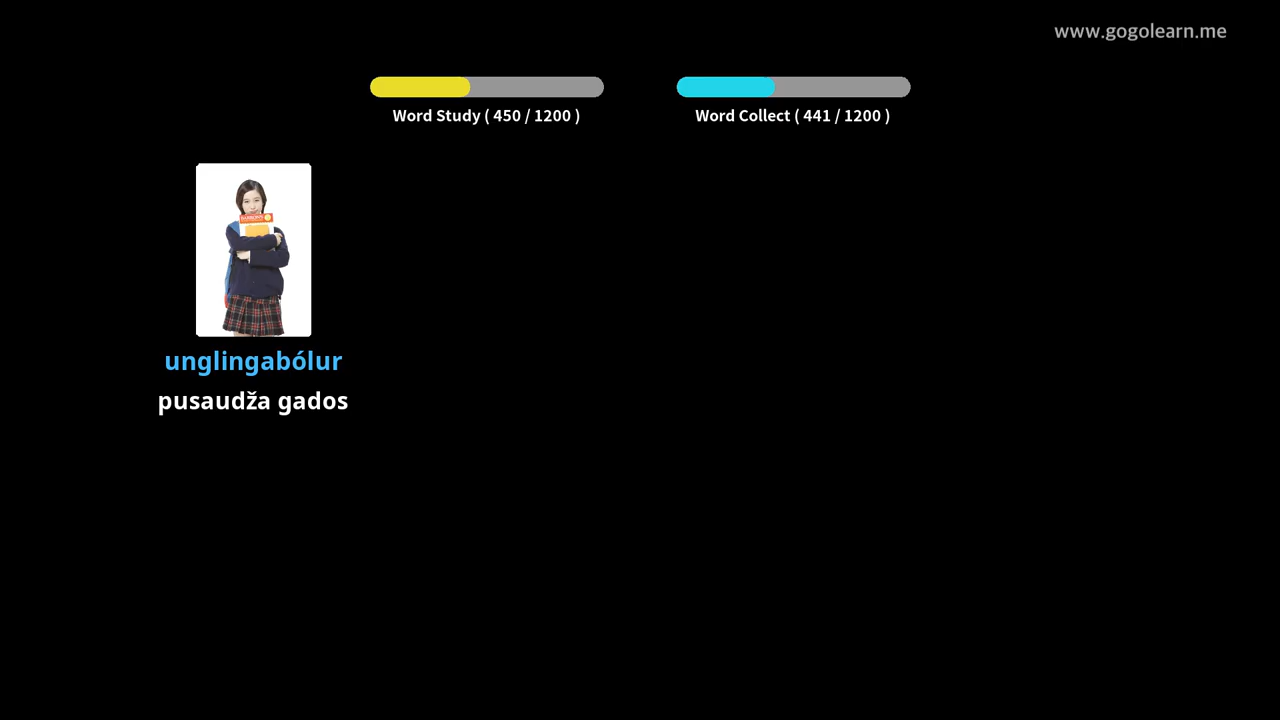 www.gogolearn.me
Word Study ( 450 / 1200 )
Word Collect ( 441 / 1200 )
unglingabólur
pusaudža gados